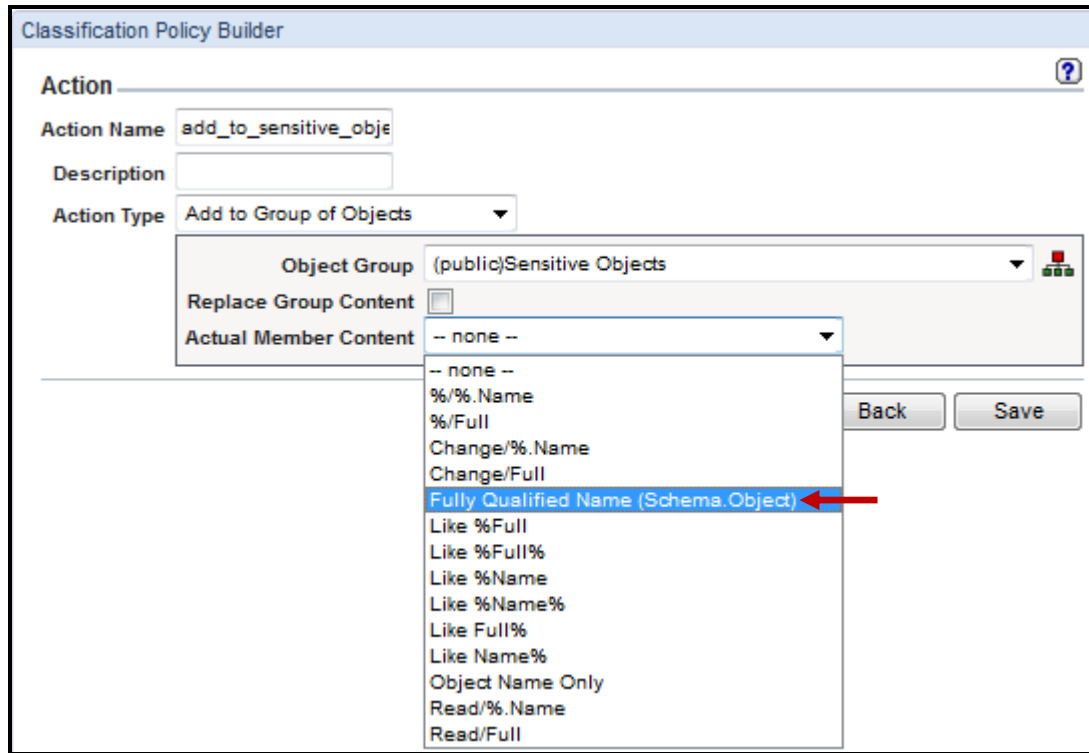 Classification Policy Builder
?
Action
Action Name add_to_sensitive_obje
Description
Action Type Add to Group of Objects
Object Group (public)Sensitive Objects
Replace Group Content
Actual Member Content -- none --
-- none --
%/%.Name
%/Full
Change/%.Name
Change/Full
Fully Qualified Name (Schema.Object)
Like %Full
Like %Full%
Like %Name
Like %Name%
Like Full%
Like Name%
Object Name Only
Read/%.Name
Read/Full
Back Save